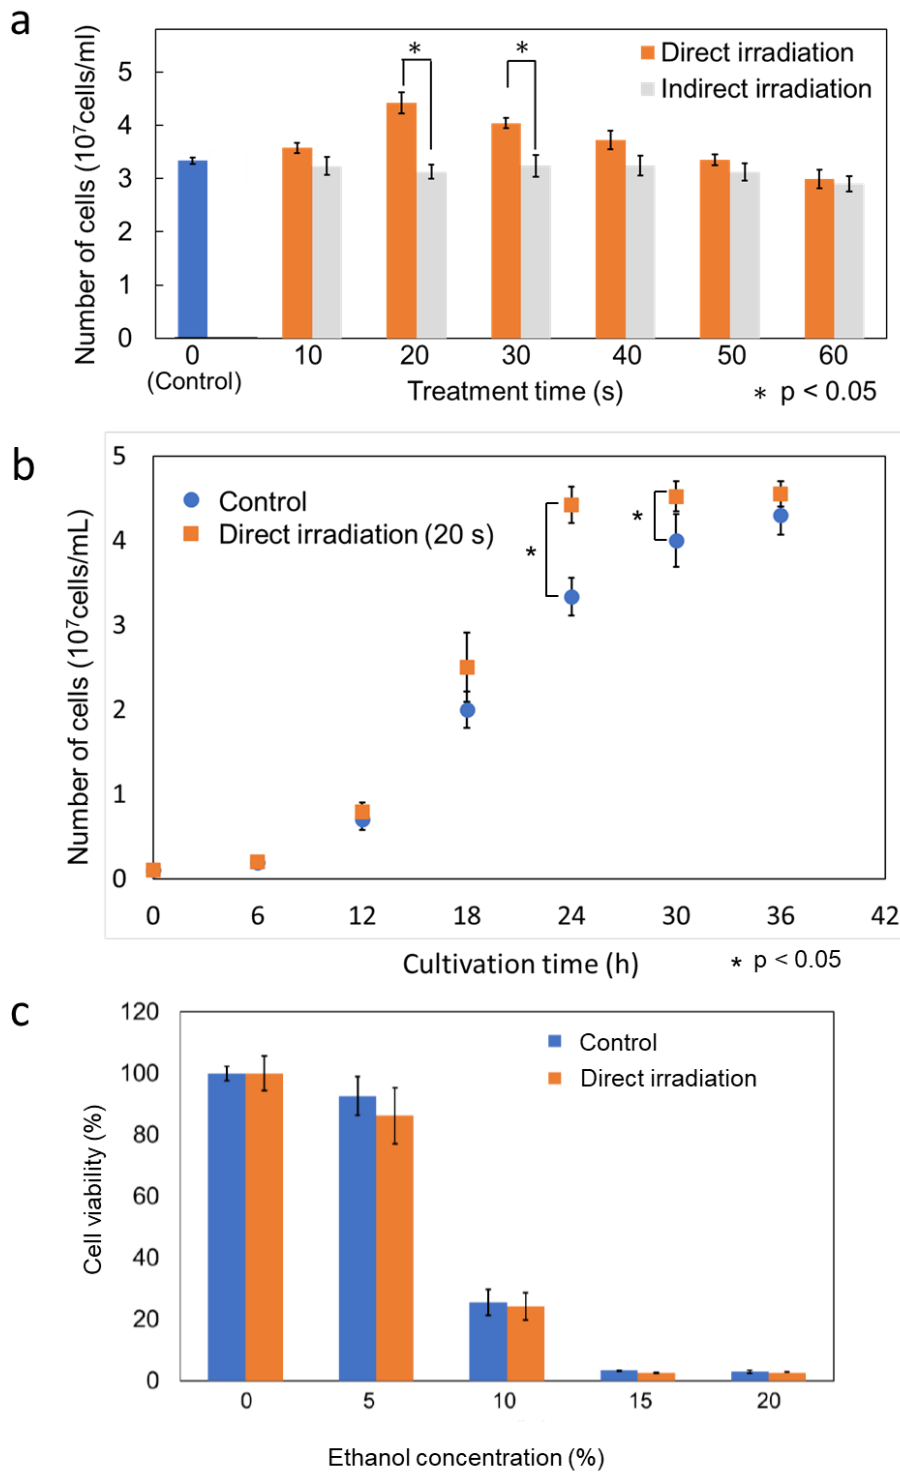 a
Number of cells (10⁷cells/ml)
5
4
3
2
1
0
Direct irradiation
Indirect irradiation
*
*
0 10 20 30 40 50 60
(Control)
Treatment time (s)
* p < 0.05
b
Number of cells (10⁷cells/mL)
5
4
3
2
1
0
Control
Direct irradiation (20 s)
*
*
0 6 12 18 24 30 36 42
Cultivation time (h)
* p < 0.05
c
Cell viability (%)
120
100
80
60
40
20
0
Control
Direct irradiation
0 5 10 15 20
Ethanol concentration (%)